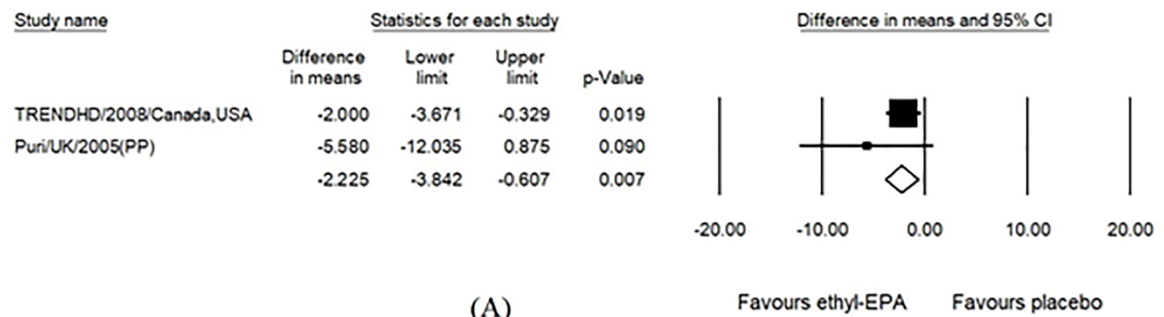 Study name Statistics for each study Difference in means and 95% CI
Difference in means Lower limit Upper limit p-Value
TRENDHD/2008/Canada,USA -2.000 -3.671 -0.329 0.019
Puri/UK/2005(PP) -5.580 -12.035 0.875 0.090
-2.225 -3.842 -0.607 0.007
-20.00 -10.00 0.00 10.00 20.00
Favours ethyl-EPA Favours placebo
(A)